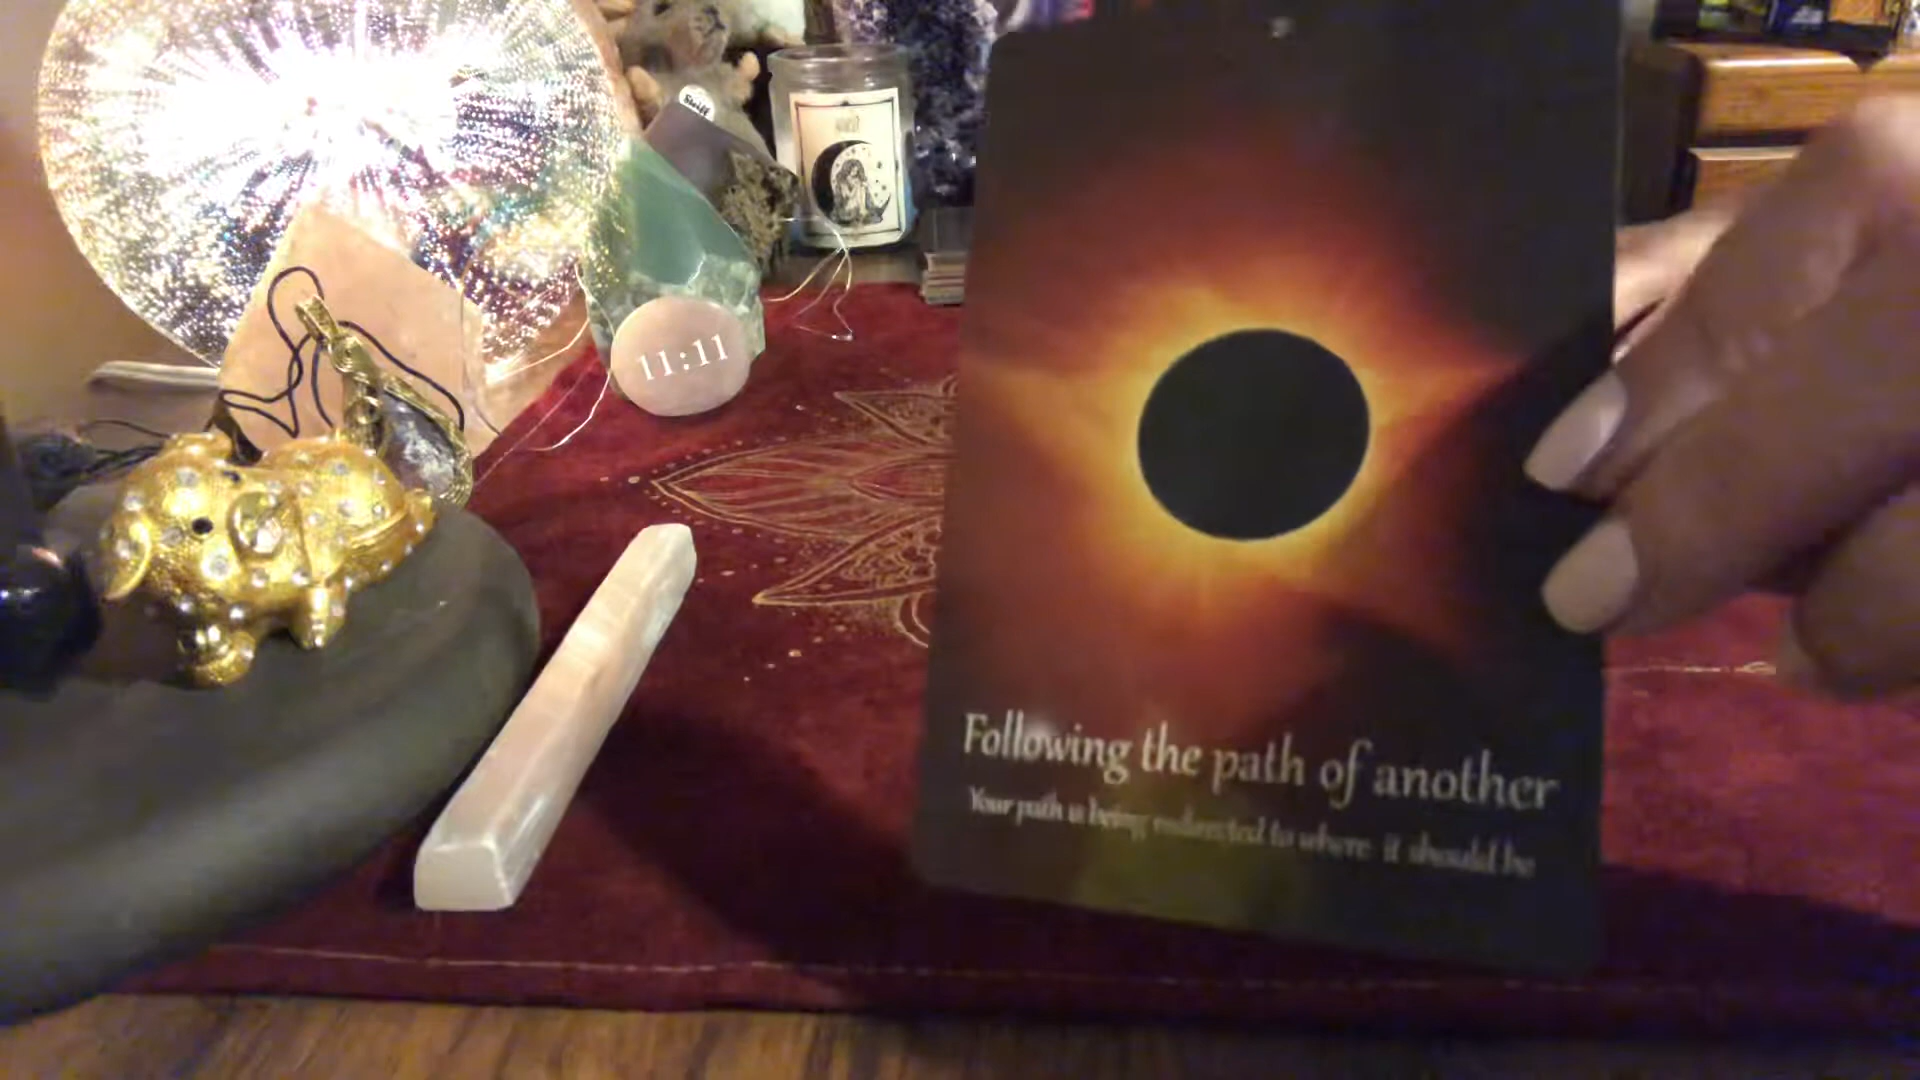 Steiff
11:11
Following the path of another
Your path is being redirected to where it should be